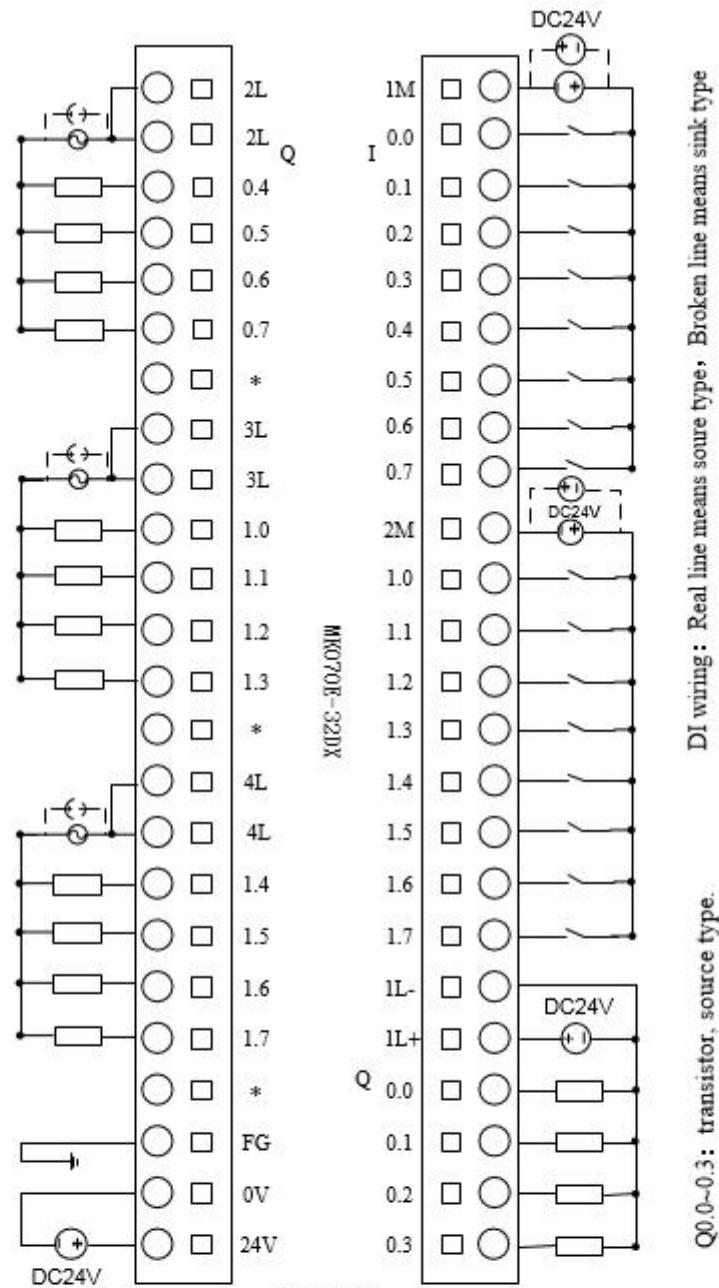 2L
2L
Q
0.4
0.5
0.6
0.7
*
3L
3L
1.0
1.1
1.2
1.3
*
4L
4L
1.4
1.5
1.6
1.7
*
FG
0V
24V
DC24V
MK070E-32DX
DC24V
1M
I
0.0
0.1
0.2
0.3
0.4
0.5
0.6
0.7
DC24V
2M
1.0
1.1
1.2
1.3
1.4
1.5
1.6
1.7
1L-
DC24V
1L+
Q
0.0
0.1
0.2
0.3
DI wiring: Real line means soure type, Broken line means sink type
Q0.0~0.3: transistor, source type.